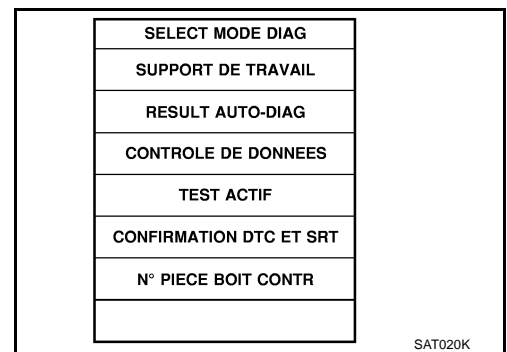 SELECT MODE DIAG
SUPPORT DE TRAVAIL
RESULT AUTO-DIAG
CONTROLE DE DONNEES
TEST ACTIF
CONFIRMATION DTC ET SRT
N° PIECE BOIT CONTR
SAT020K